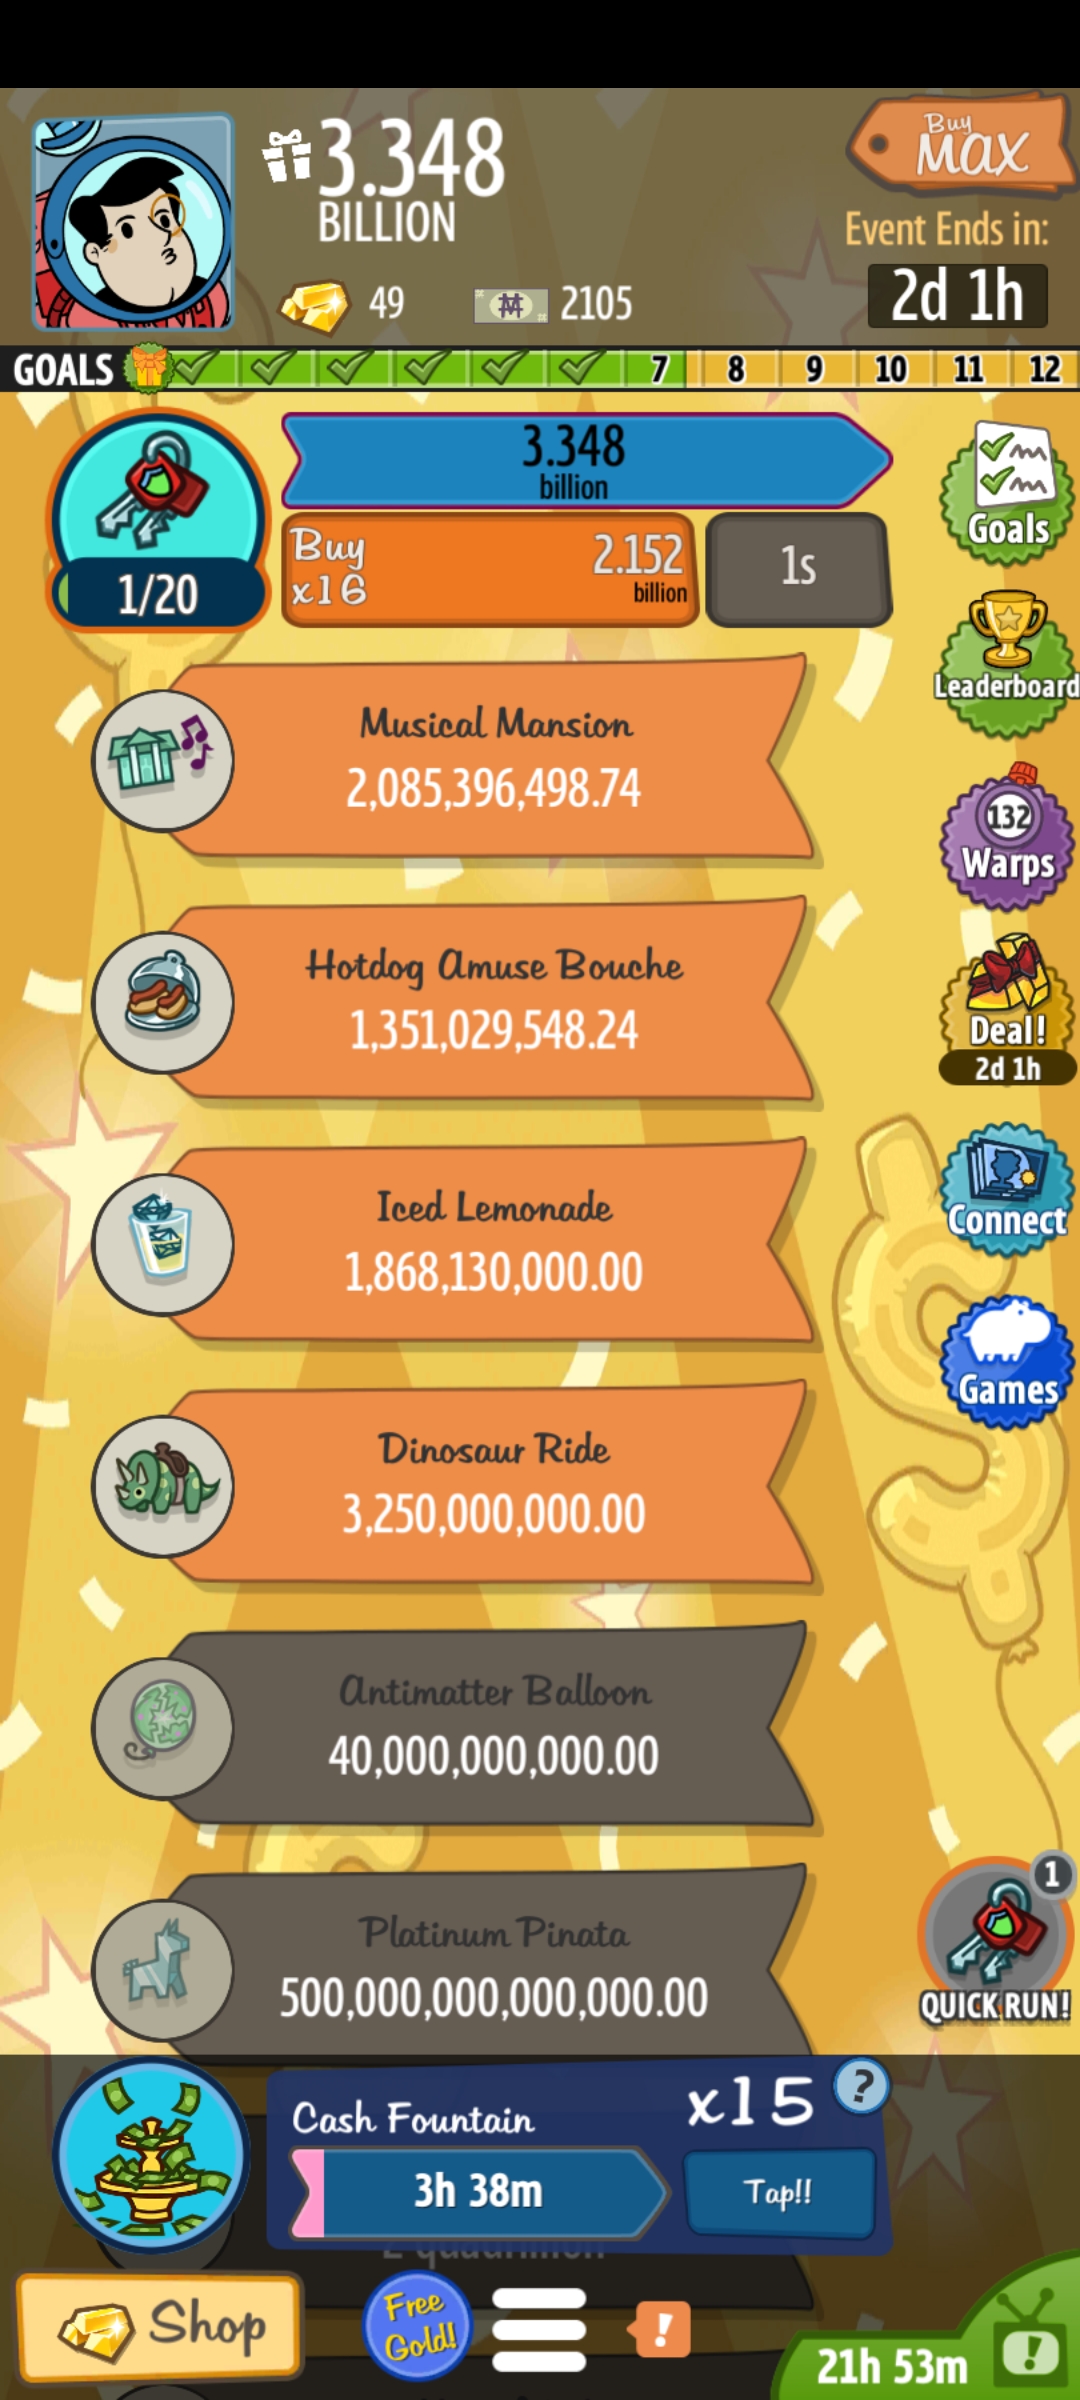 3.348
BILLION
Buy
MAX
Event Ends in:
2d 1h
49
2105
GOALS
7 8 9 10 11 12
3.348
billion
Buy
x16
2.152
billion
1s
1/20
Goals
Leaderboard
Musical Mansion
2,085,396,498.74
132
Warps
Hotdog Amuse Bouche
1,351,029,548.24
Deal!
2d 1h
Iced Lemonade
1,868,130,000.00
Connect
Games
Dinosaur Ride
3,250,000,000.00
Antimatter Balloon
40,000,000,000.00
Platinum Pinata
500,000,000,000,000.00
1
QUICK RUN!
Cash Fountain
x15
?
3h 38m
Tap!!
2 quadrillion
Shop
Free
Gold!
!
21h 53m
!